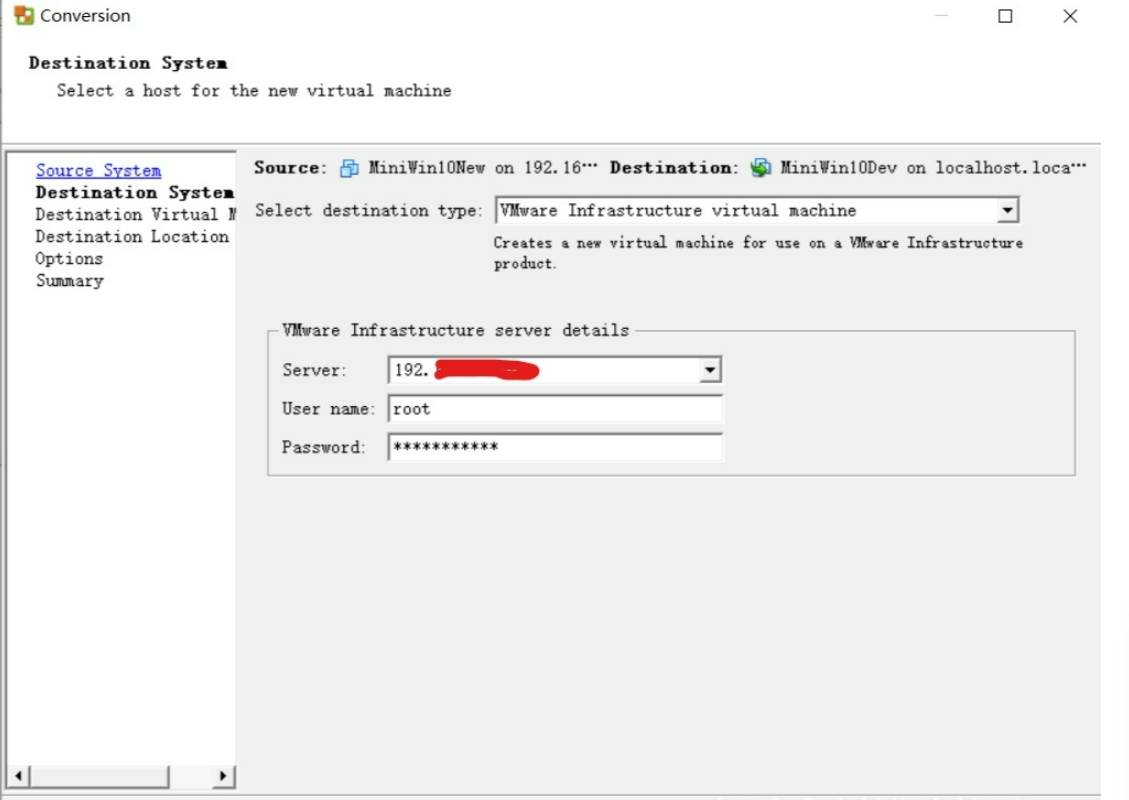 Conversion
Destination System
Select a host for the new virtual machine
Source System
Destination System
Destination Virtual M
Destination Location
Options
Summary
Source: MiniWin10New on 192.16… Destination: MiniWin10Dev on localhost.loca…
Select destination type: VMware Infrastructure virtual machine
Creates a new virtual machine for use on a VMware Infrastructure
product.
VMware Infrastructure server details
Server: 192.
User name: root
Password: ***********